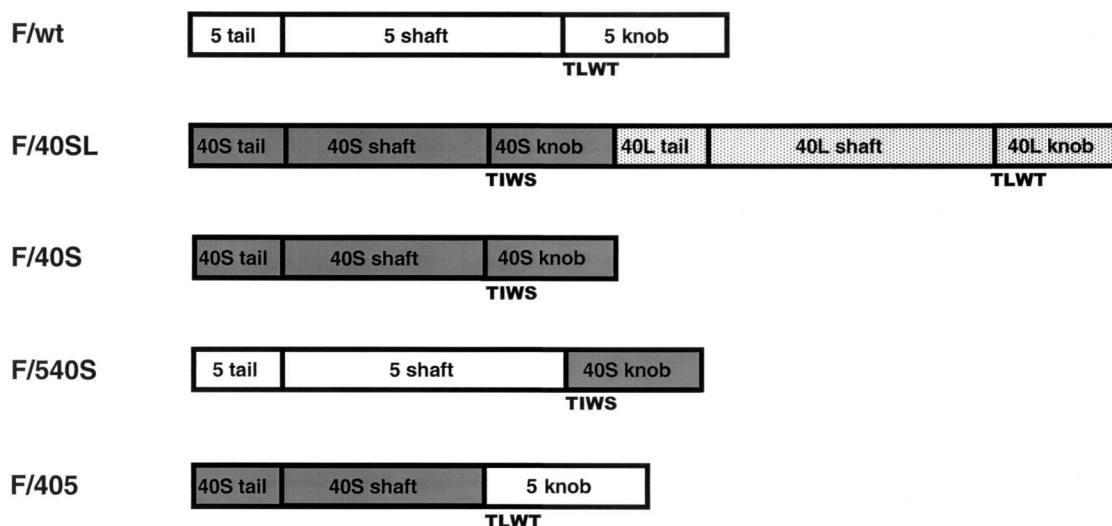 F/wt 5 tail 5 shaft 5 knob
TLWT
F/40SL 40S tail 40S shaft 40S knob 40L tail 40L shaft 40L knob
TIWS TLWT
F/40S 40S tail 40S shaft 40S knob
TIWS
F/540S 5 tail 5 shaft 40S knob
TIWS
F/405 40S tail 40S shaft 5 knob
TLWT